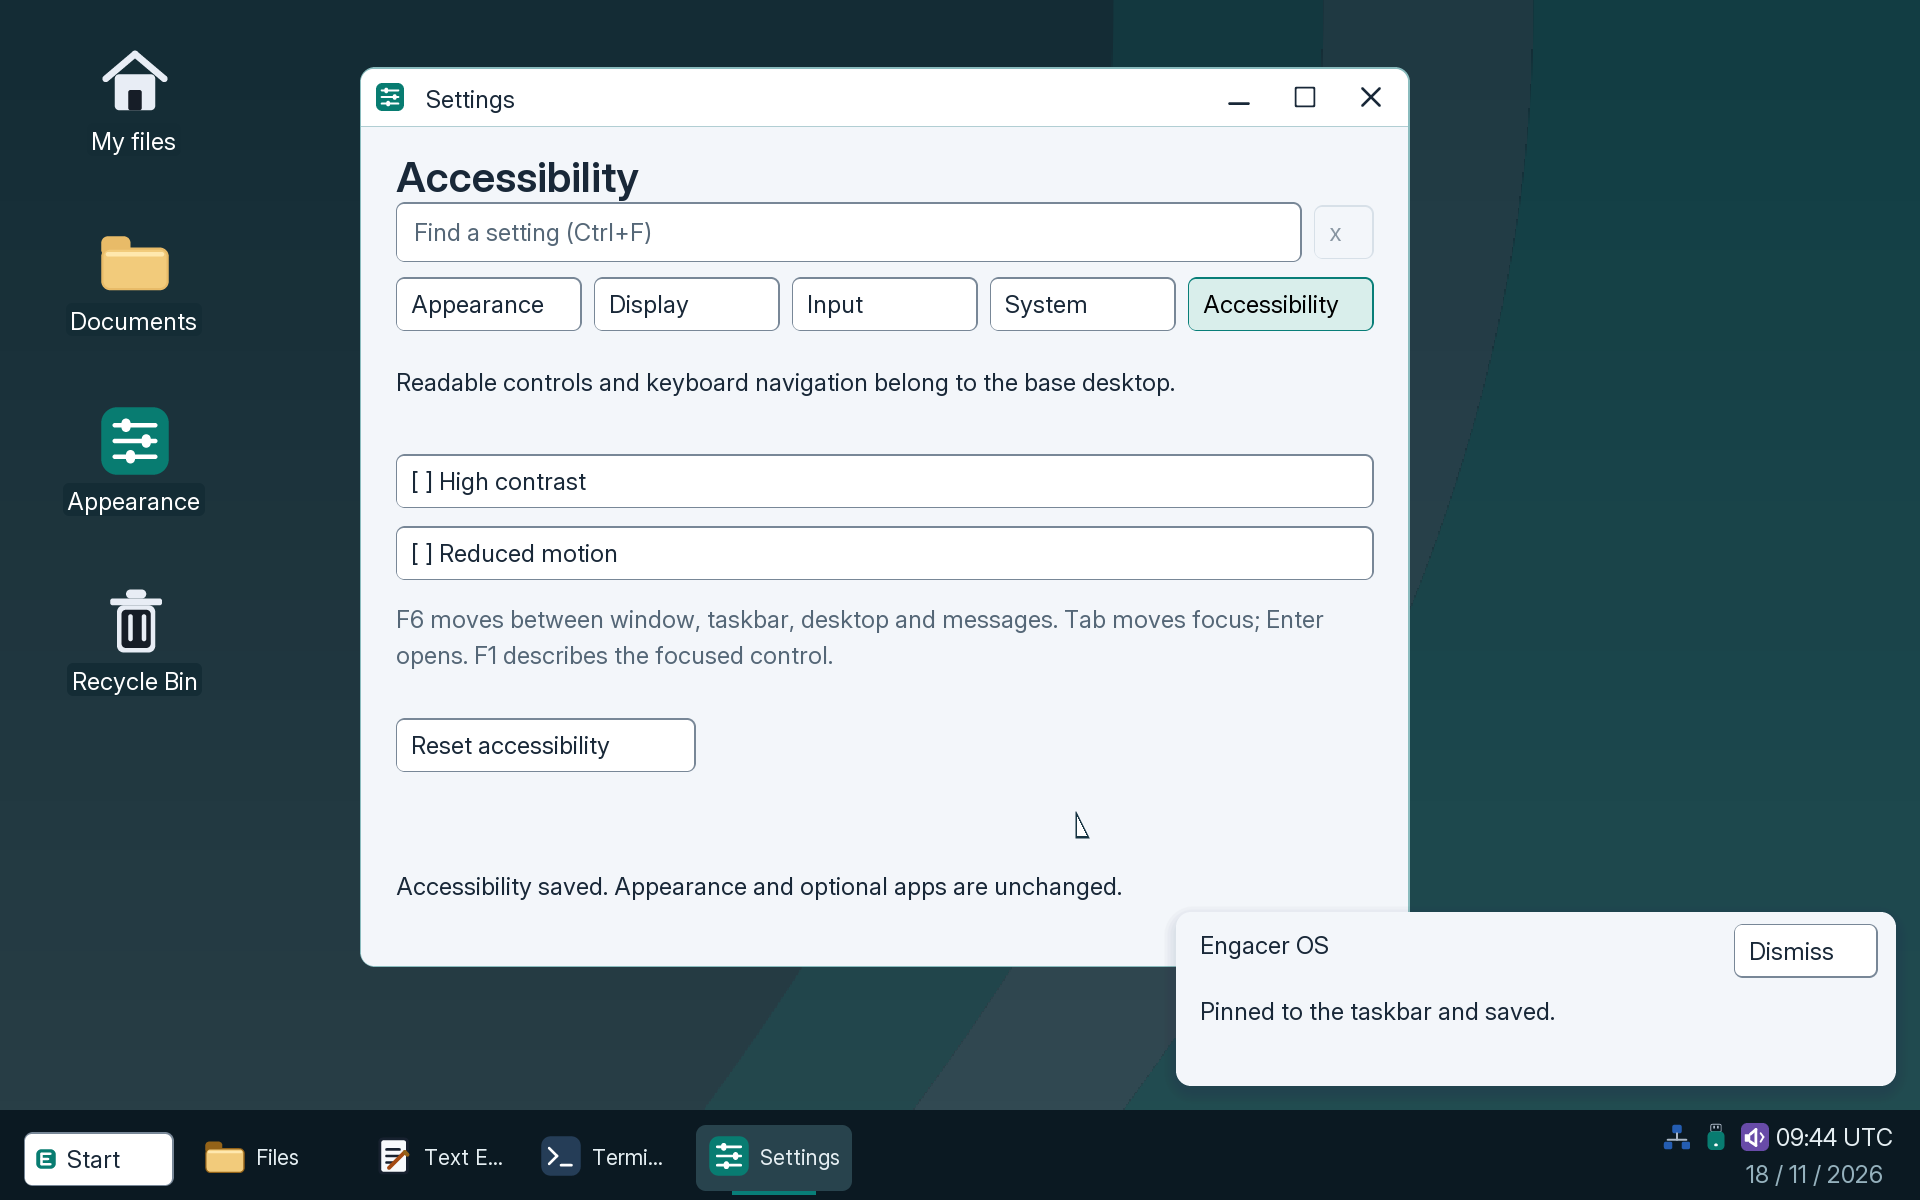 My files
Documents
Appearance
Recycle Bin
Settings
Accessibility
Find a setting (Ctrl+F)
x
Appearance
Display
Input
System
Accessibility
Readable controls and keyboard navigation belong to the base desktop.
[ ] High contrast
[ ] Reduced motion
F6 moves between window, taskbar, desktop and messages. Tab moves focus; Enter
opens. F1 describes the focused control.
Reset accessibility
Accessibility saved. Appearance and optional apps are unchanged.
Engacer OS
Dismiss
Pinned to the taskbar and saved.
Start
Files
Text E...
Termi...
Settings
09:44 UTC
18 / 11 / 2026